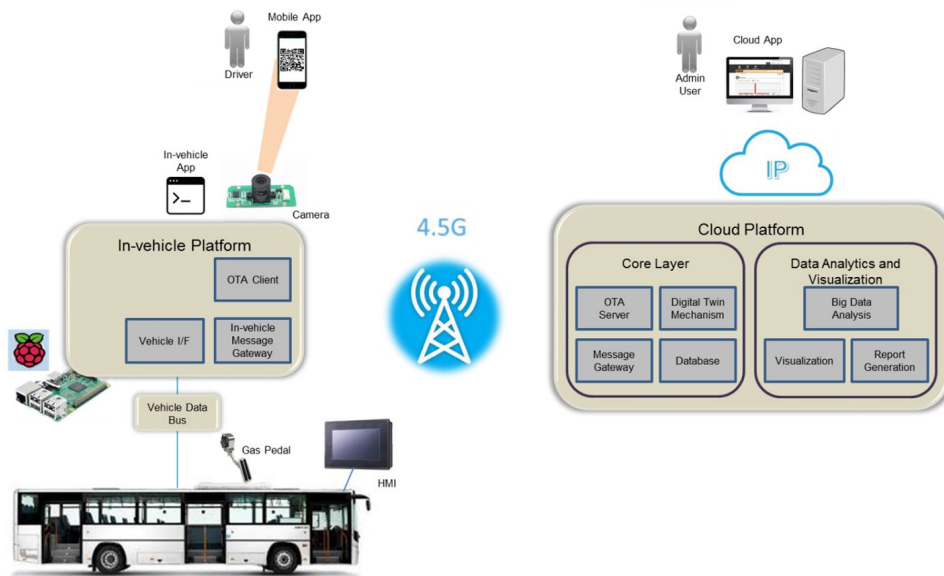 Mobile App
Driver
In-vehicle
App
Camera
In-vehicle Platform
OTA Client
Vehicle I/F
In-vehicle
Message
Gateway
Vehicle Data
Bus
Gas Pedal
HMI
4.5G
Cloud App
Admin
User
IP
Cloud Platform
Core Layer
OTA
Server
Digital Twin
Mechanism
Message
Gateway
Database
Data Analytics and
Visualization
Big Data
Analysis
Visualization
Report
Generation